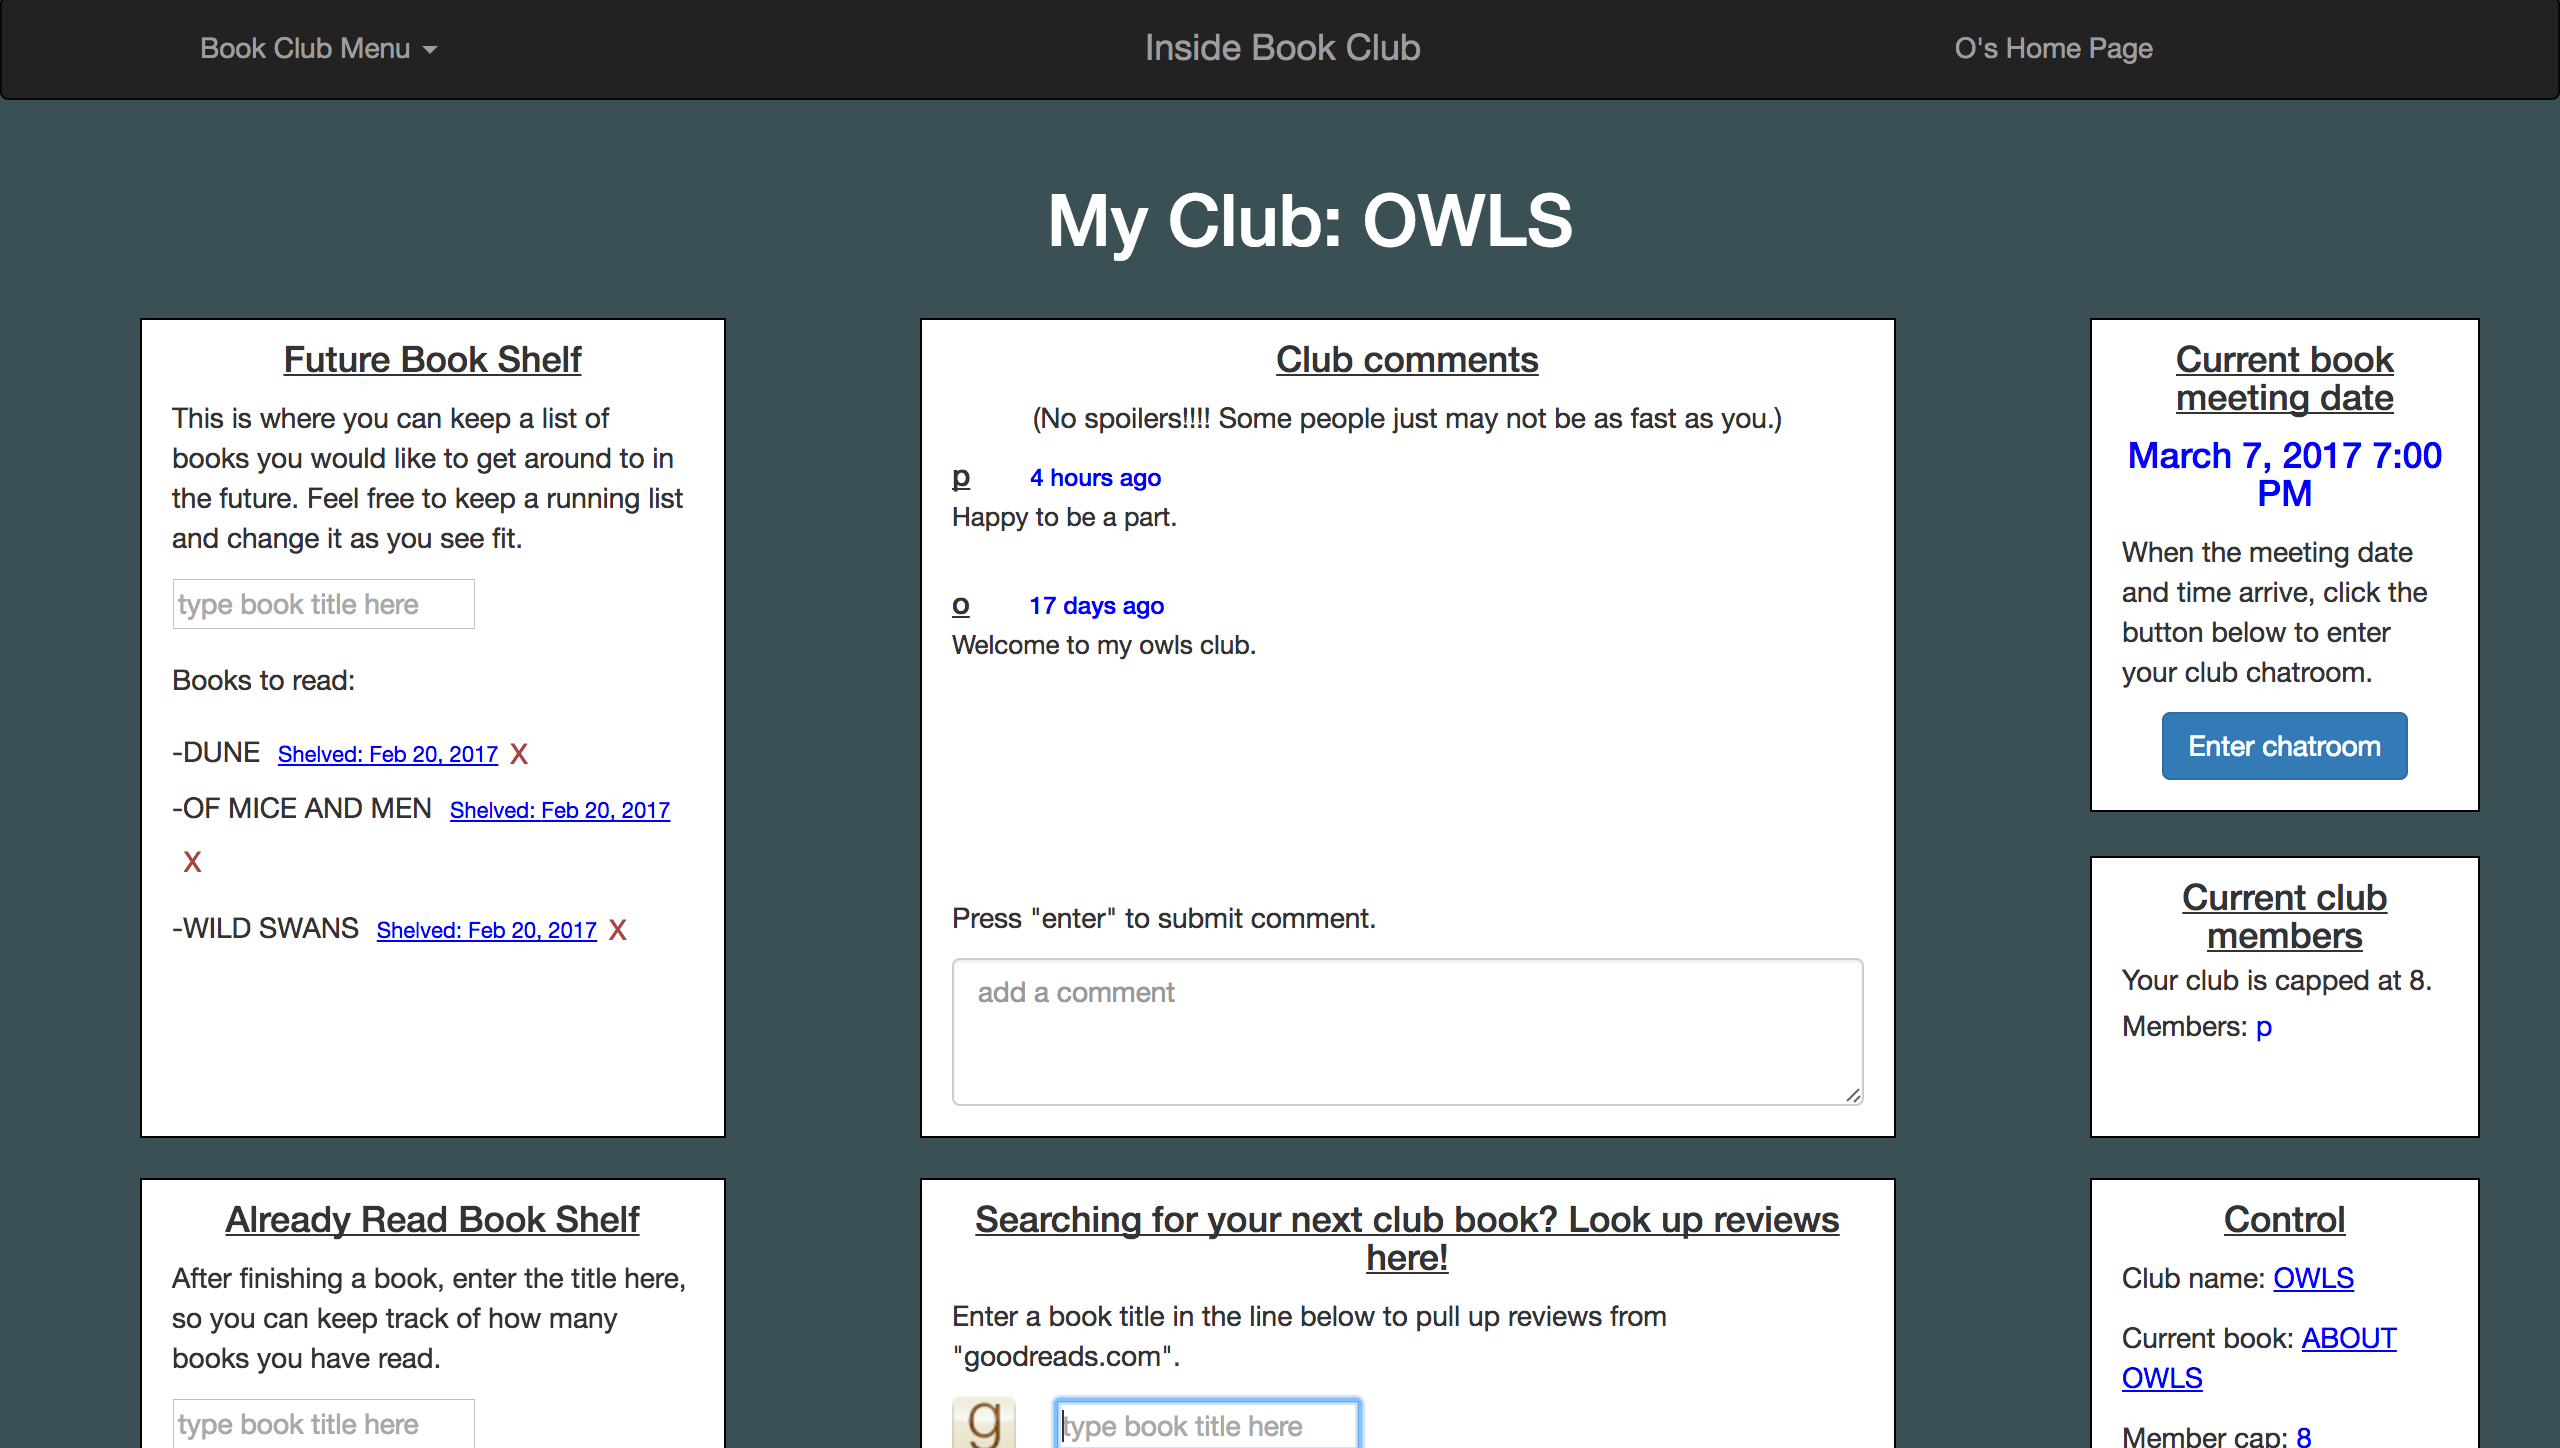 Book Club Menu
Inside Book Club
O's Home Page
My Club: OWLS
Future Book Shelf
This is where you can keep a list of
books you would like to get around to in
the future. Feel free to keep a running list
and change it as you see fit.
type book title here
Books to read:
-DUNE Shelved: Feb 20, 2017 X
-OF MICE AND MEN Shelved: Feb 20, 2017
X
-WILD SWANS Shelved: Feb 20, 2017 X
Club comments
(No spoilers!!!! Some people just may not be as fast as you.)
p 4 hours ago
Happy to be a part.
o 17 days ago
Welcome to my owls club.
Press "enter" to submit comment.
add a comment
Current book
meeting date
March 7, 2017 7:00
PM
When the meeting date
and time arrive, click the
button below to enter
your club chatroom.
Enter chatroom
Current club
members
Your club is capped at 8.
Members: p
Already Read Book Shelf
After finishing a book, enter the title here,
so you can keep track of how many
books you have read.
type book title here
Searching for your next club book? Look up reviews
here!
Enter a book title in the line below to pull up reviews from
"goodreads.com".
g
type book title here
Control
Club name: OWLS
Current book: ABOUT
OWLS
Member cap: 8